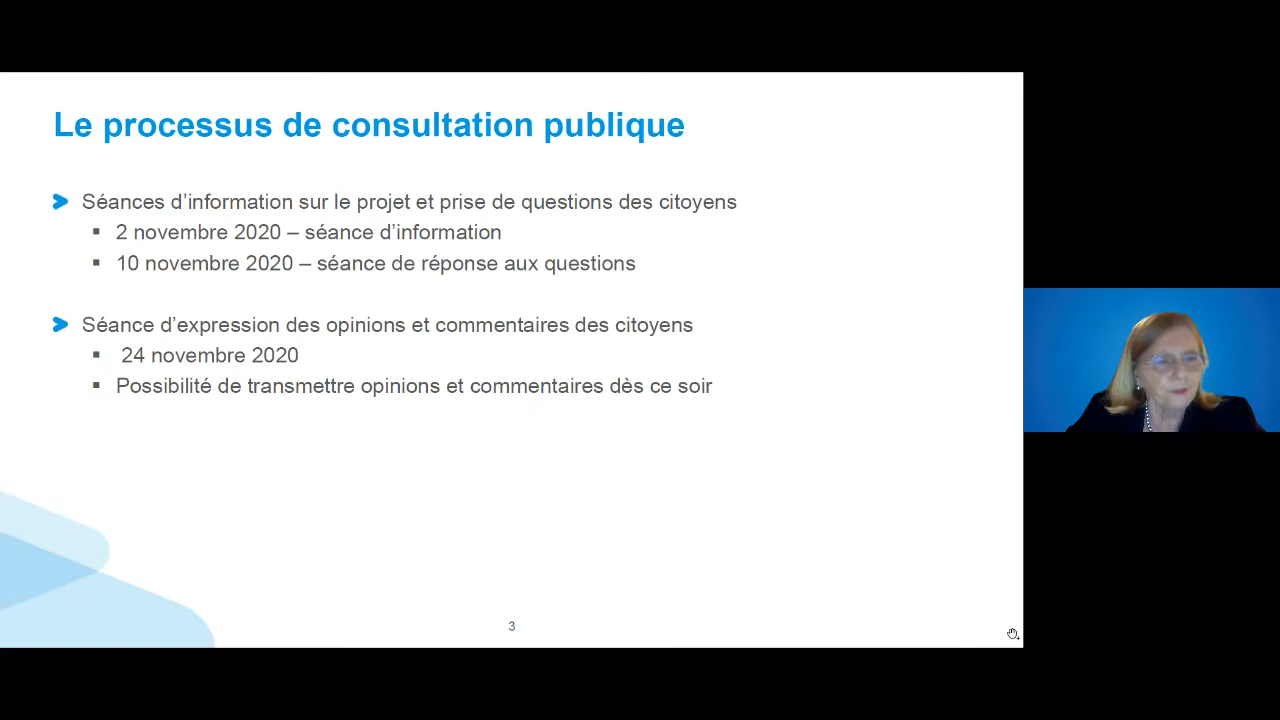 Le processus de consultation publique
Séances d’information sur le projet et prise de questions des citoyens
2 novembre 2020 – séance d’information
10 novembre 2020 – séance de réponse aux questions
Séance d’expression des opinions et commentaires des citoyens
24 novembre 2020
Possibilité de transmettre opinions et commentaires dès ce soir
3